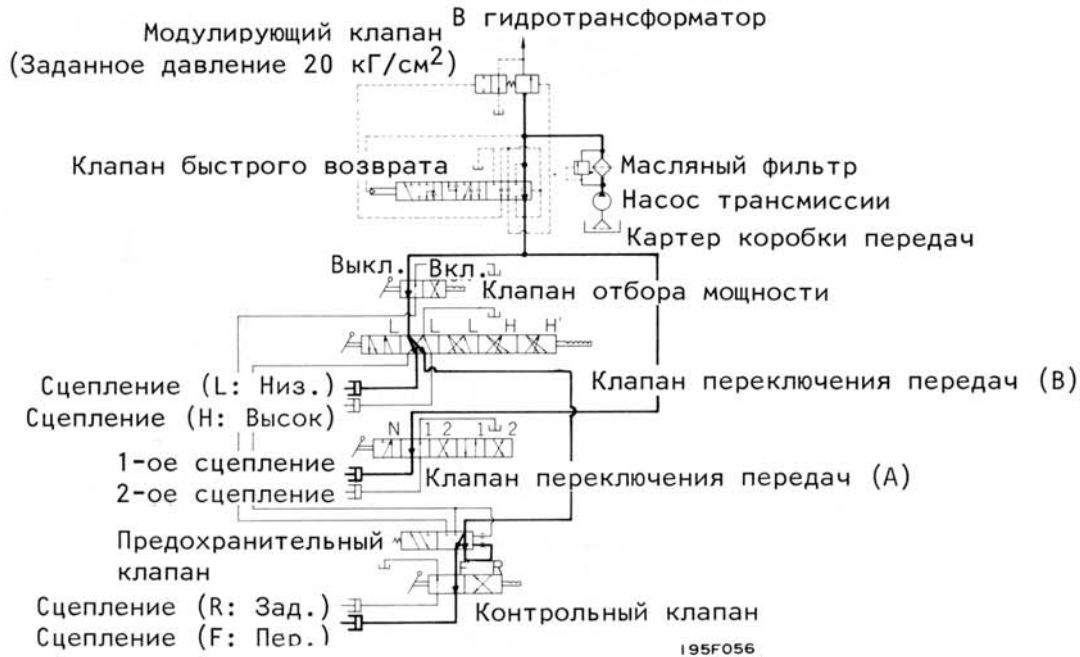 В гидротрансформатор
Модулирующий клапан
(Заданное давление 20 кГ/см²)
Клапан быстрого возврата
Масляный фильтр
Насос трансмиссии
Картер коробки передач
Выкл. Вкл.
Клапан отбора мощности
L L L H H'
Сцепление (L: Низ.)
Клапан переключения передач (B)
Сцепление (H: Высок)
N 1 2 1 2
1-ое сцепление
Клапан переключения передач (A)
2-ое сцепление
Предохранительный
клапан
F R
Сцепление (R: Зад.)
Контрольный клапан
Сцепление (F: Пер.)
195F056